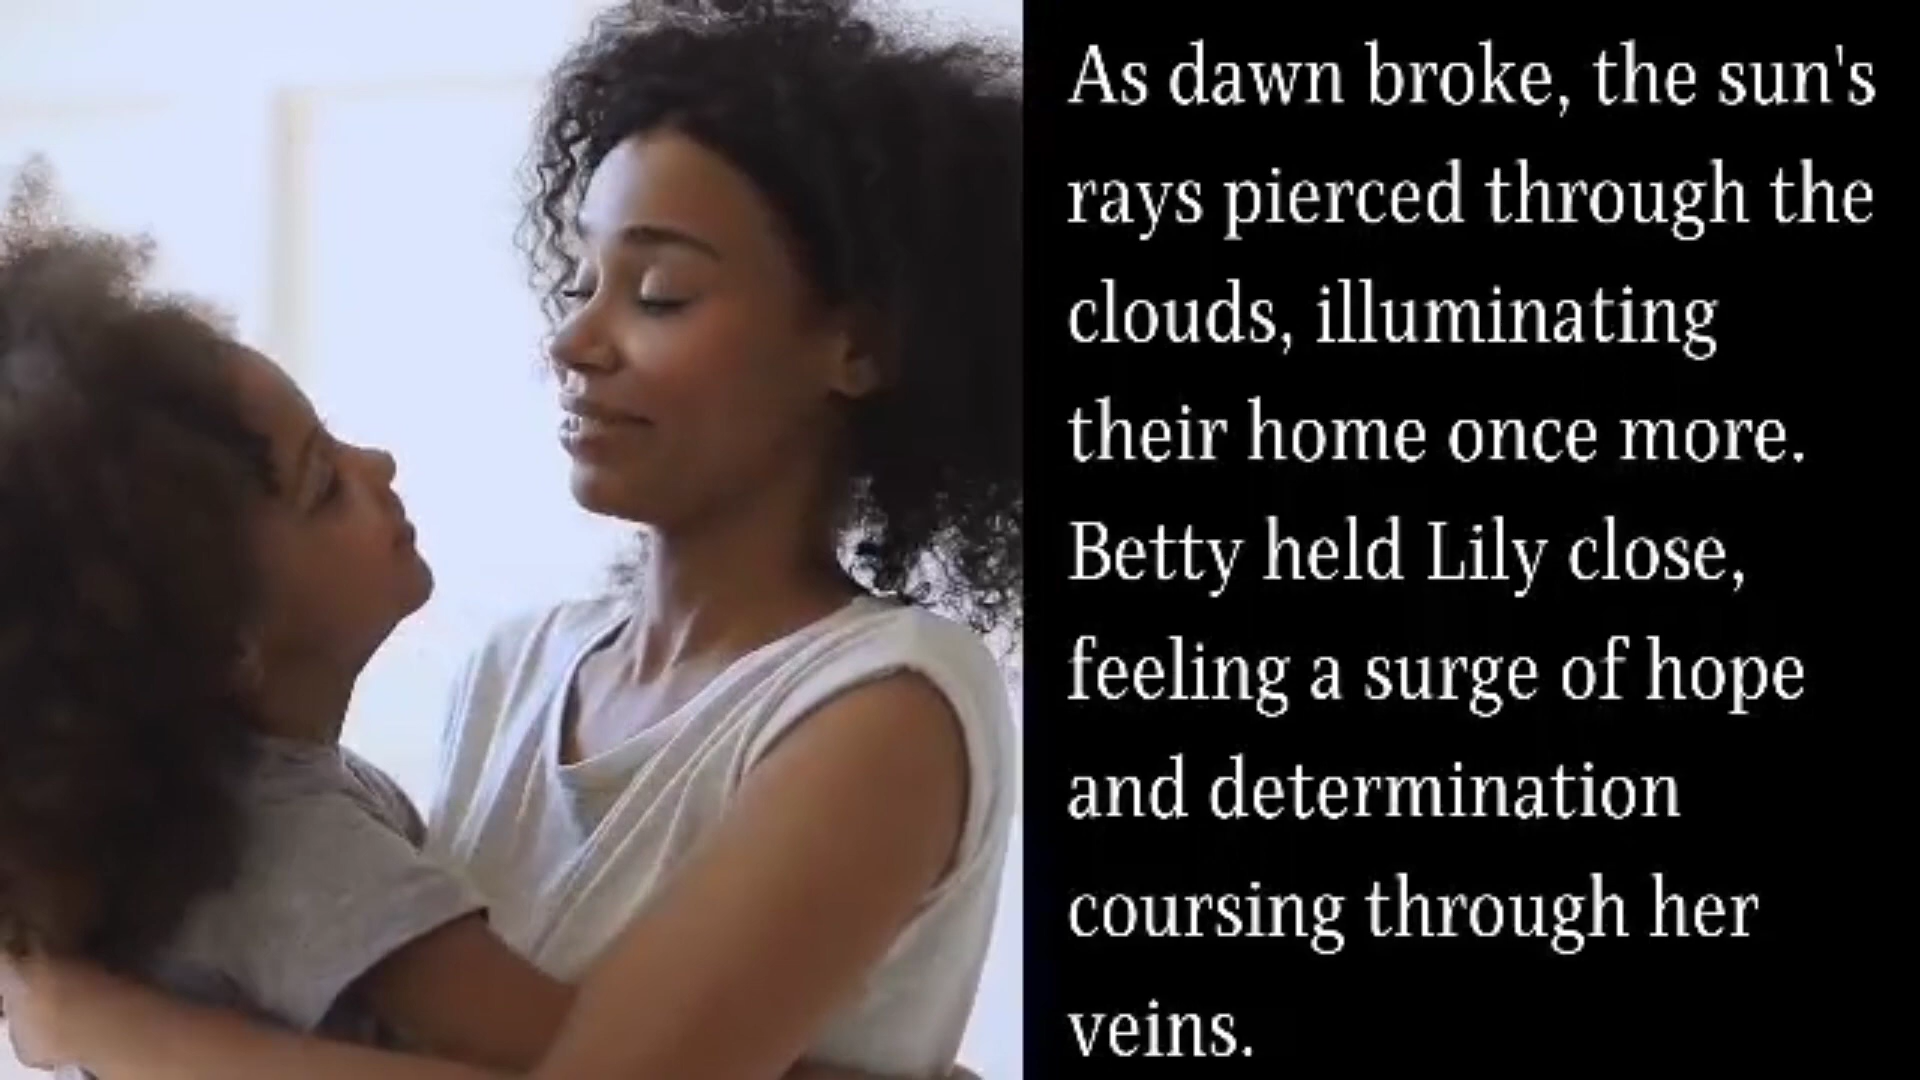 As dawn broke, the sun's
rays pierced through the
clouds, illuminating
their home once more.
Betty held Lily close,
feeling a surge of hope
and determination
coursing through her
veins.